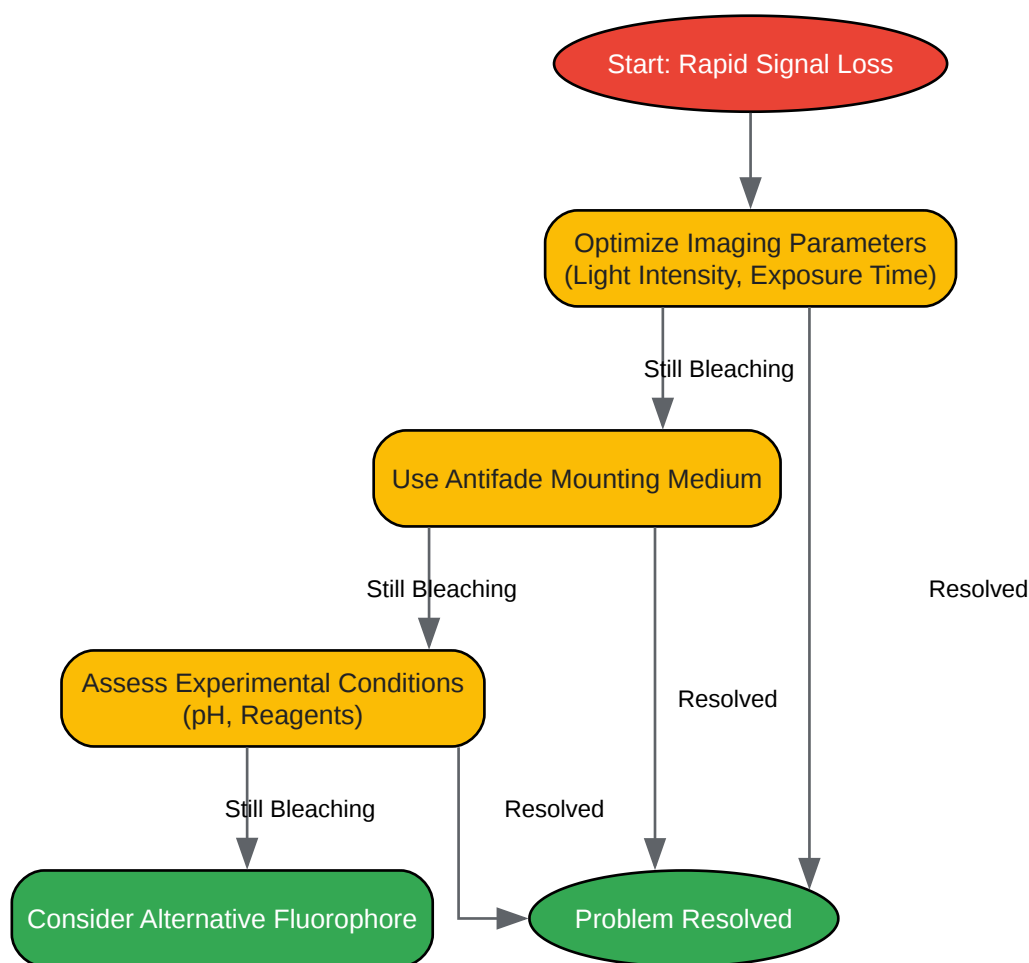 Start: Rapid Signal Loss
Optimize Imaging Parameters
(Light Intensity, Exposure Time)
Still Bleaching
Use Antifade Mounting Medium
Still Bleaching
Resolved
Assess Experimental Conditions
(pH, Reagents)
Resolved
Still Bleaching
Resolved
Consider Alternative Fluorophore
Problem Resolved